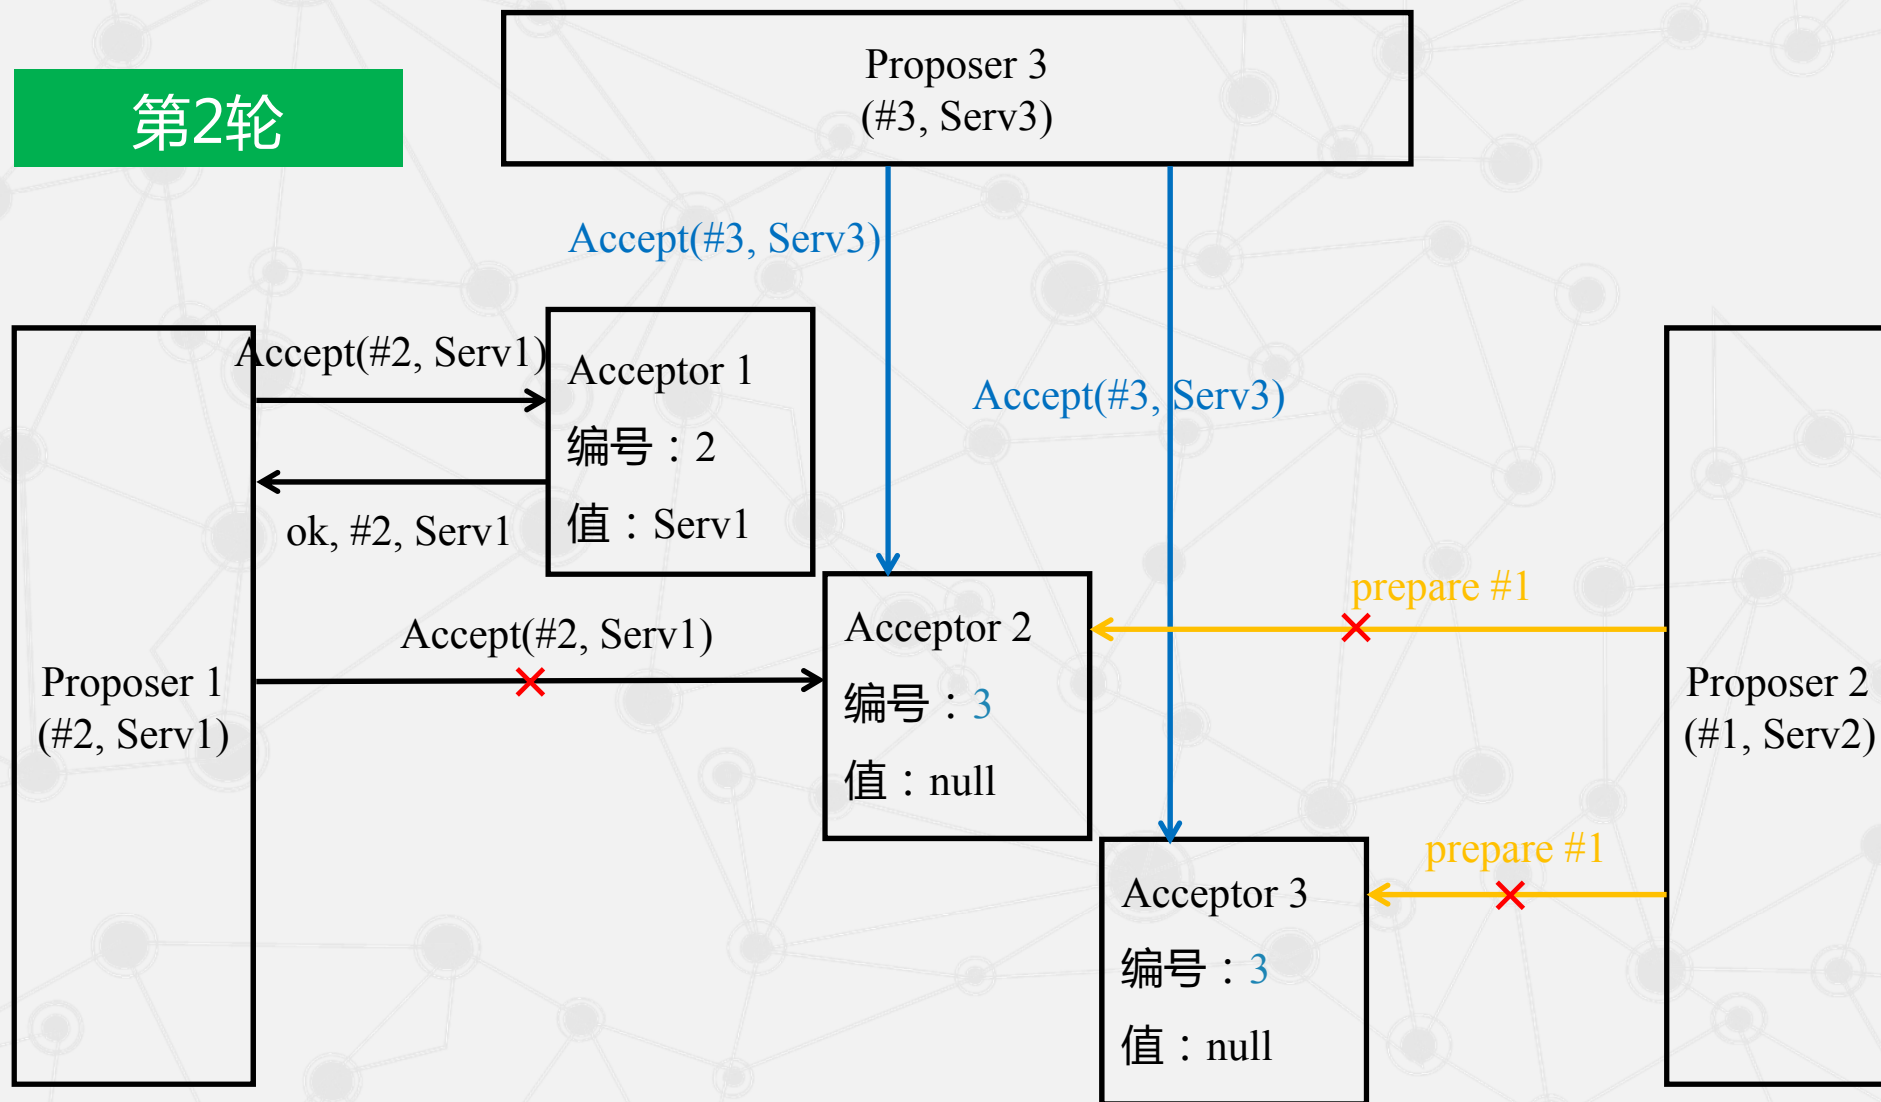 第2轮
Proposer 3
(#3, Serv3)
Accept(#3, Serv3)
Accept(#3, Serv3)
Accept(#2, Serv1)
ok, #2, Serv1
Acceptor 1
编号：2
值：Serv1
Accept(#2, Serv1)
Proposer 1
(#2, Serv1)
Acceptor 2
编号：3
值：null
prepare #1
prepare #1
Proposer 2
(#1, Serv2)
Acceptor 3
编号：3
值：null